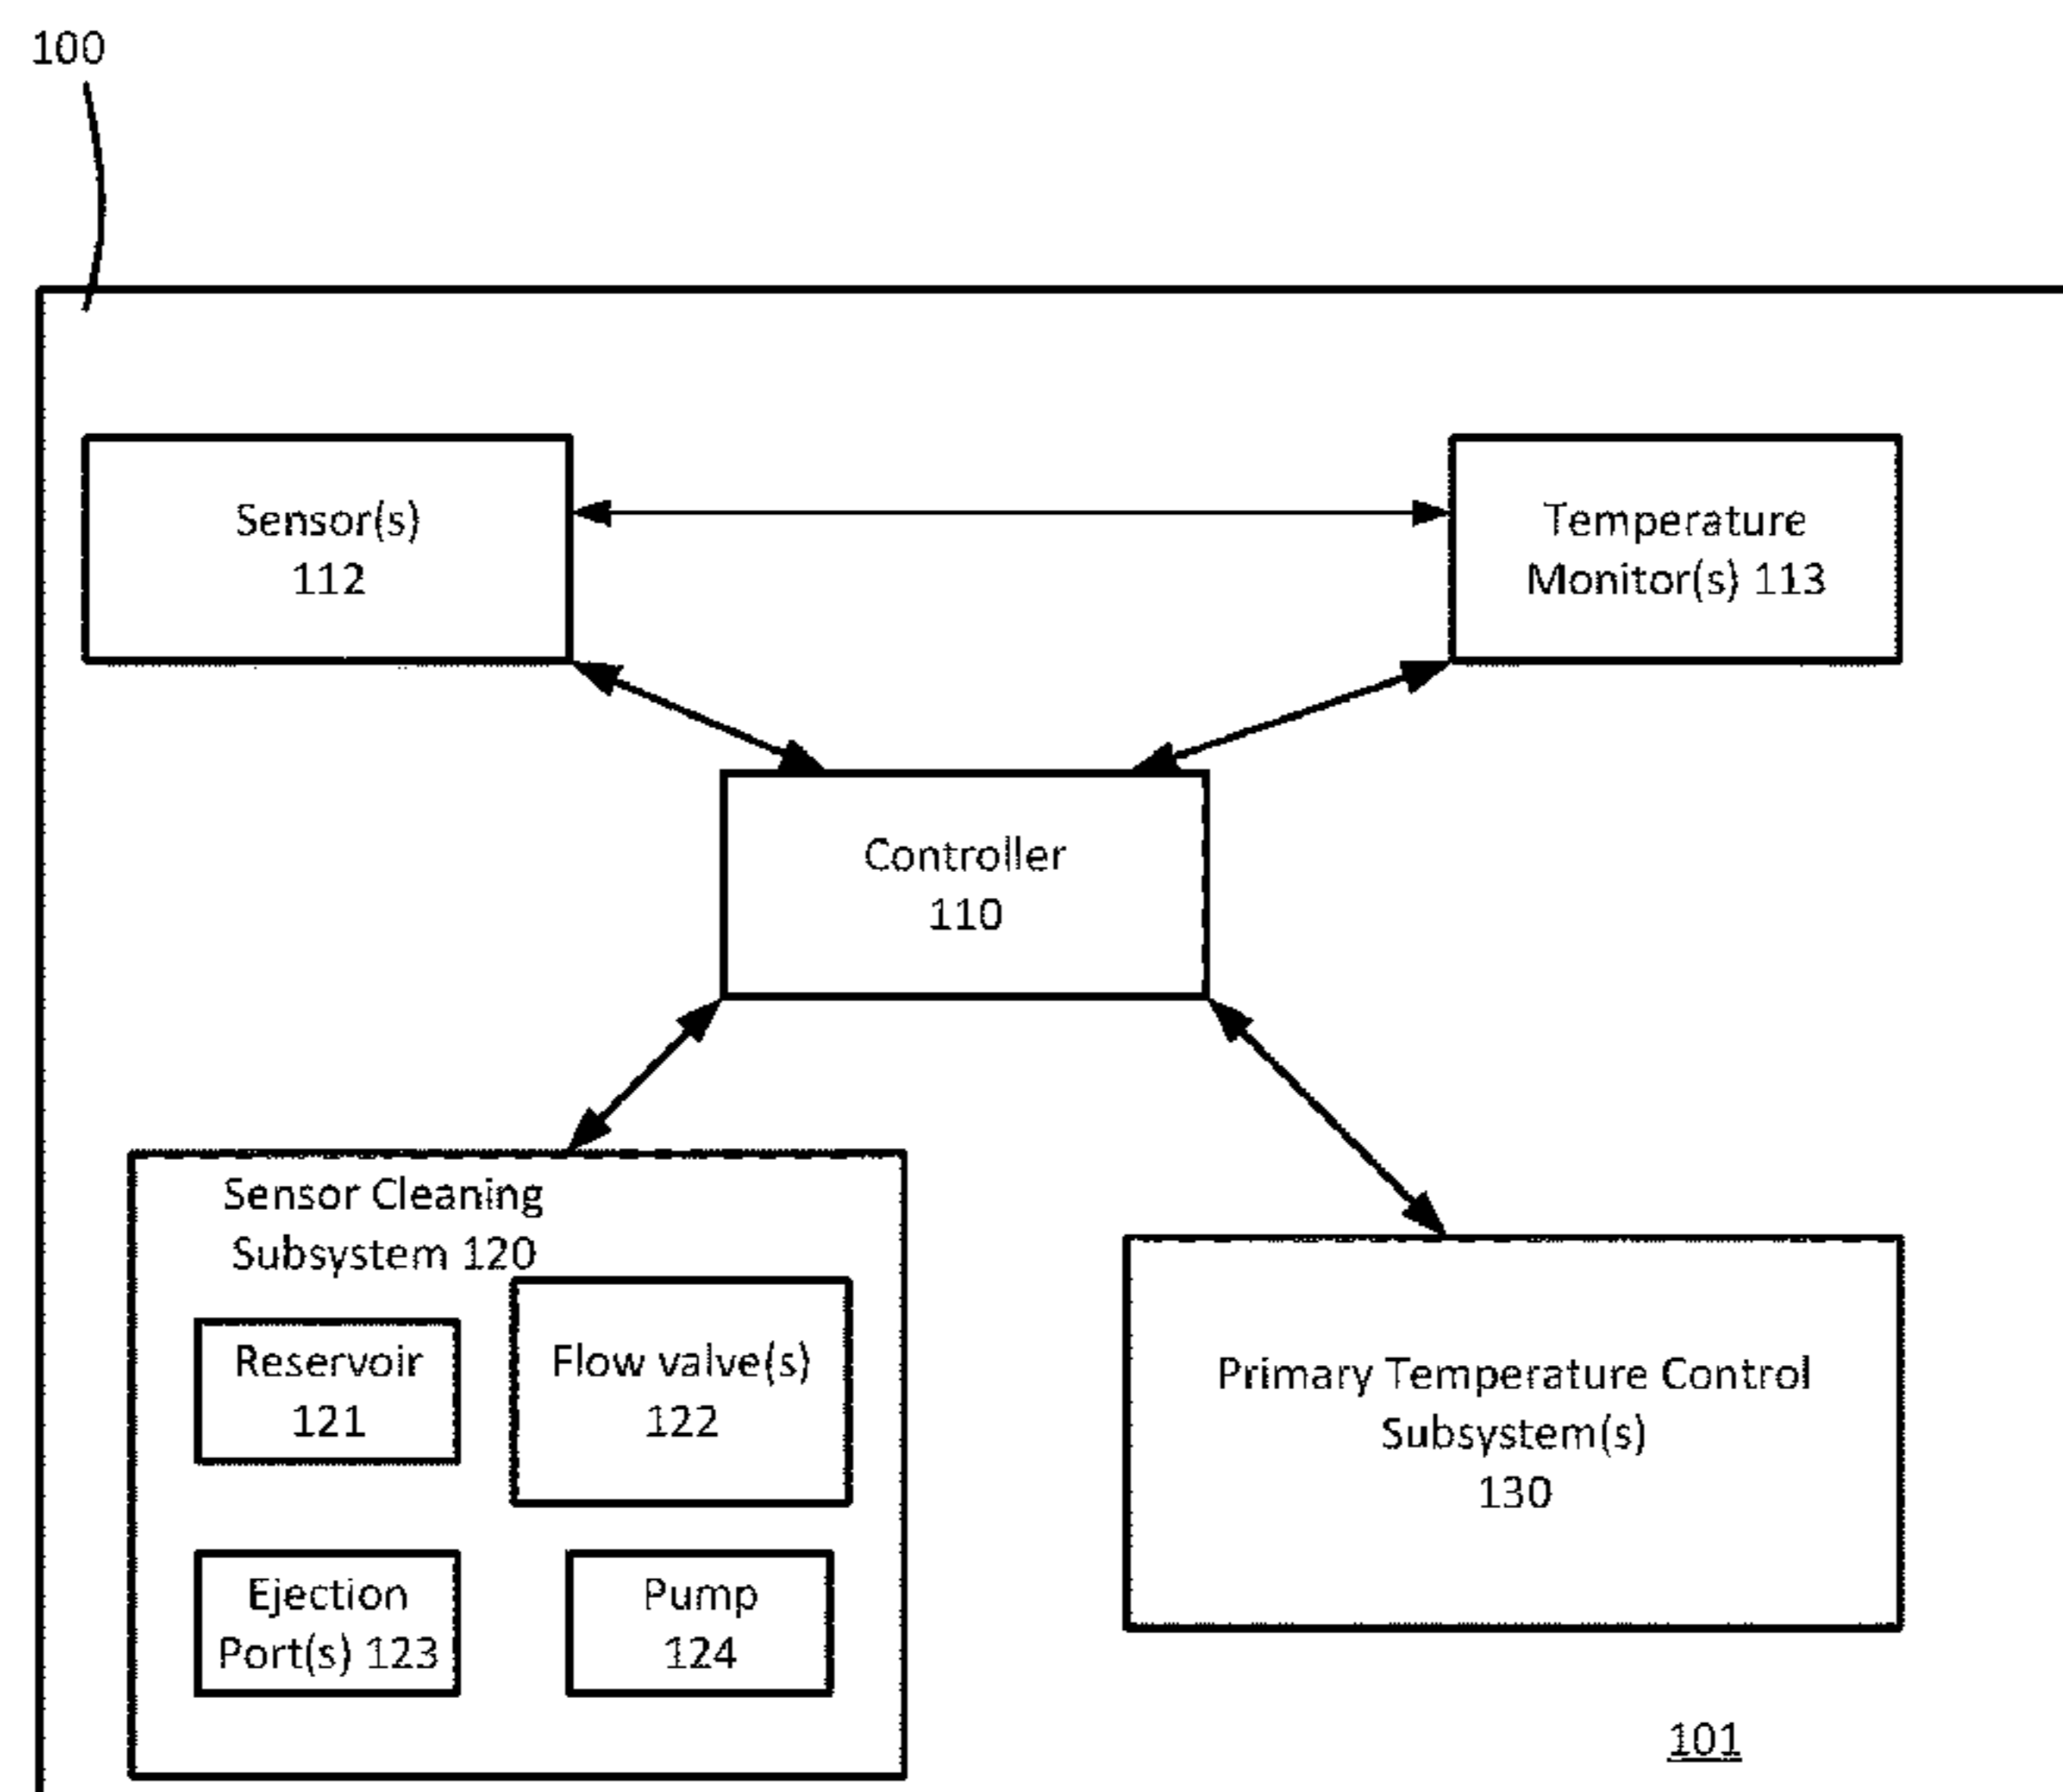 100
Sensor(s)
112
Temperature
Monitor(s) 113
Controller
110
Sensor Cleaning
Subsystem 120
Reservoir
121
Flow valve(s)
122
Ejection
Port(s) 123
Pump
124
Primary Temperature Control
Subsystem(s)
130
101